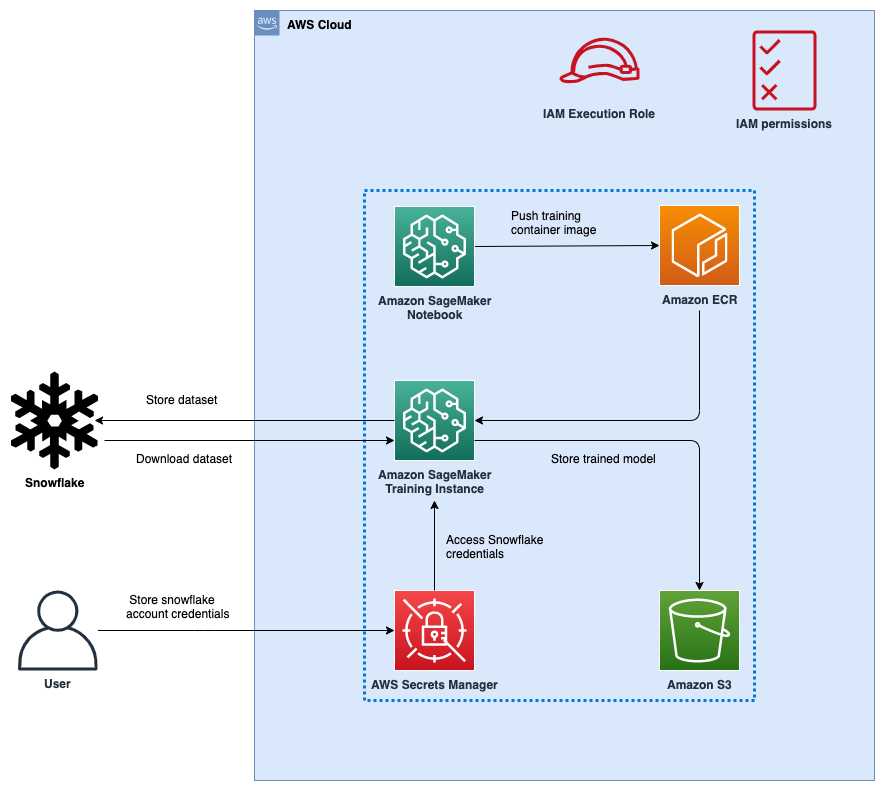 aws
AWS Cloud
IAM Execution Role
IAM permissions
Push training
container image
Amazon SageMaker
Notebook
Amazon ECR
Store dataset
Download dataset
Snowflake
Amazon SageMaker
Training Instance
Store trained model
Access Snowflake
credentials
Store snowflake
account credentials
User
AWS Secrets Manager
Amazon S3